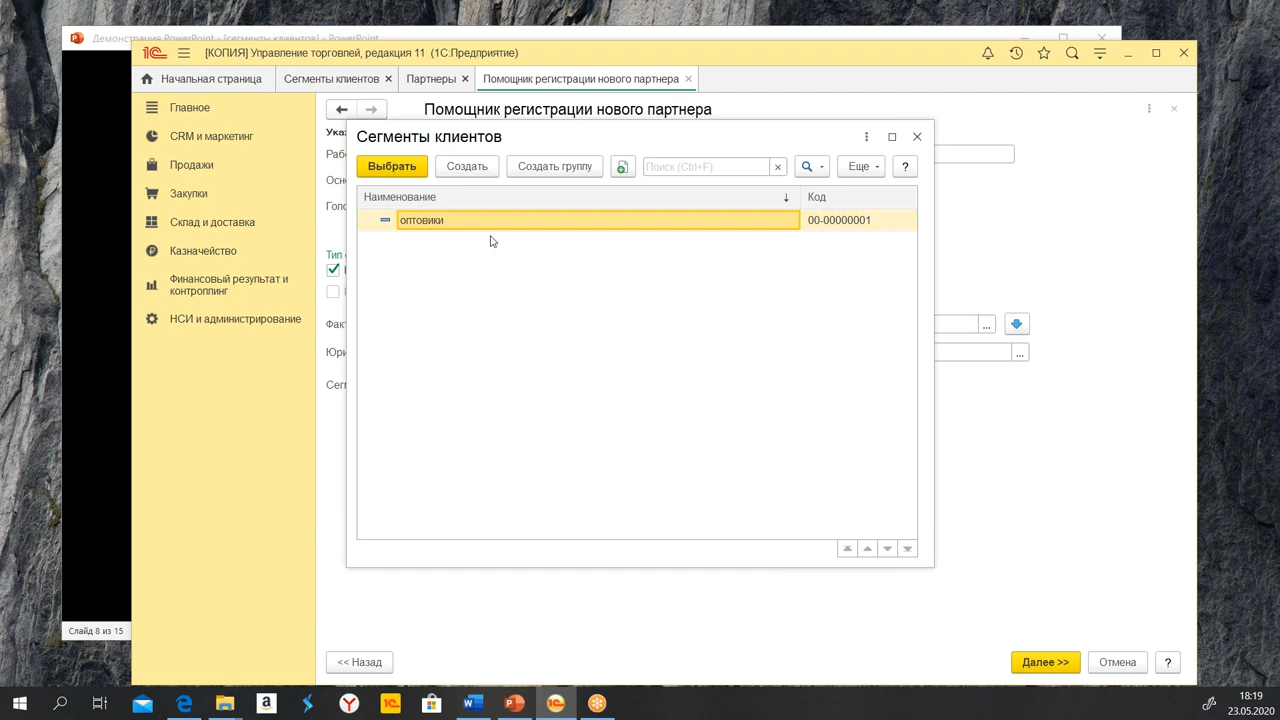 Демонстрация PowerPoint - [сегменты клиентов] - PowerPoint
[КОПИЯ] Управление торговлей, редакция 11 (1С:Предприятие)
Начальная страница
Сегменты клиентов ×
Партнеры ×
Помощник регистрации нового партнера ×
Главное
CRM и маркетинг
Продажи
Закупки
Склад и доставка
Казначейство
Финансовый результат и
контроллинг
НСИ и администрирование
Помощник регистрации нового партнера
Сегменты клиентов
Выбрать
Создать
Создать группу
Поиск (Ctrl+F)
Еще
?
Наименование
Код
оптовики
00-00000001
<< Назад
Далее >>
Отмена
?
Слайд 8 из 15
18:19
23.05.2020